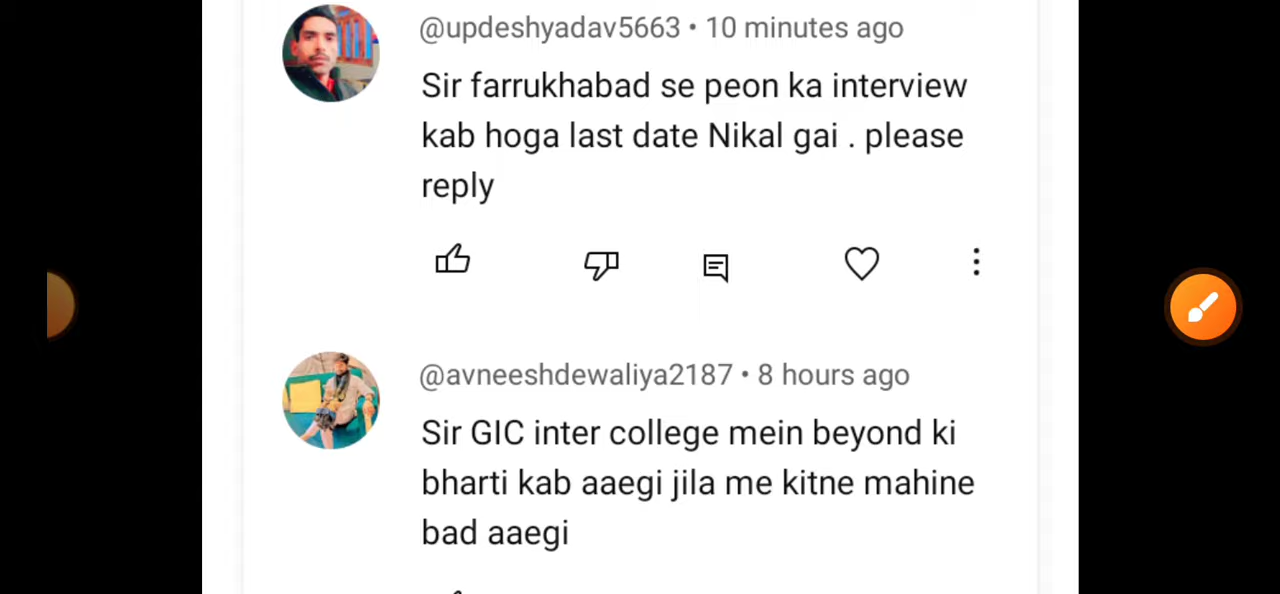 @updeshyadav5663 • 10 minutes ago
Sir farrukhabad se peon ka interview
kab hoga last date Nikal gai . please
reply
@avneeshdewaliya2187 • 8 hours ago
Sir GIC inter college mein beyond ki
bharti kab aaegi jila me kitne mahine
bad aaegi